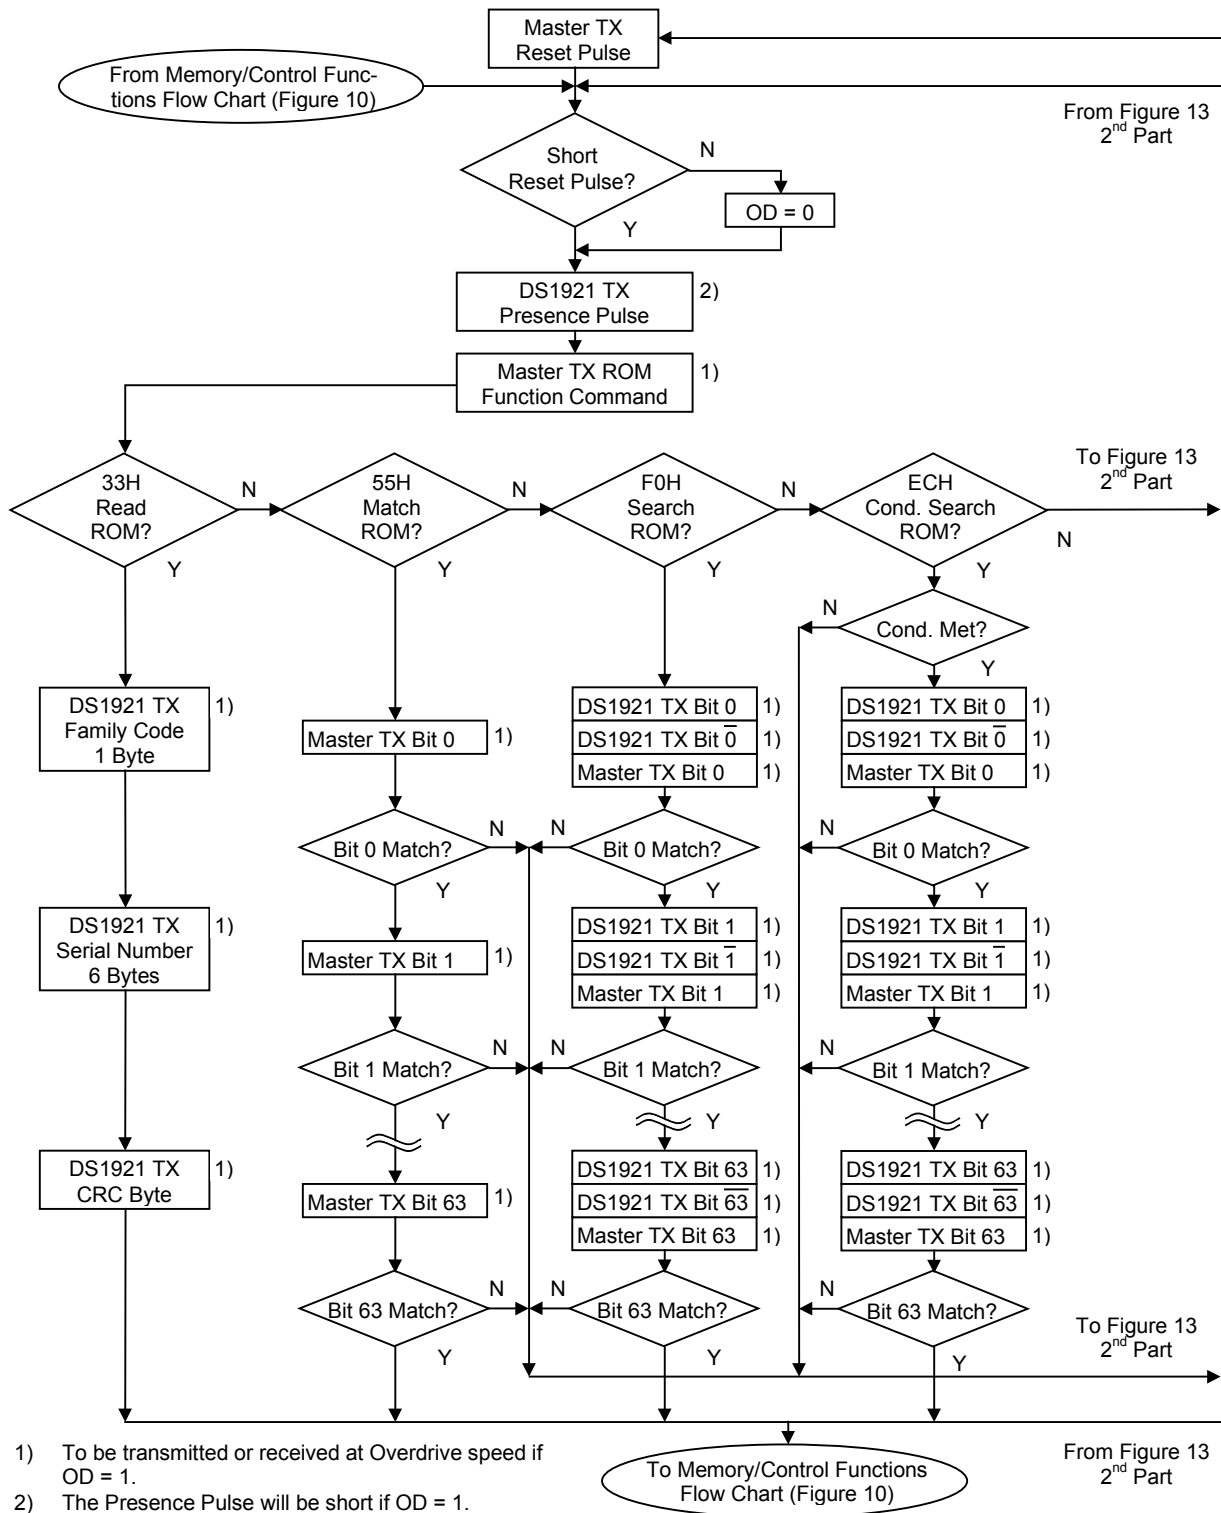 Master TX
Reset Pulse
From Memory/Control Func-
tions Flow Chart (Figure 10)
From Figure 13
2nd Part
Short
Reset Pulse?
N
OD = 0
Y
DS1921 TX
Presence Pulse
2)
Master TX ROM
Function Command
1)
33H
Read
ROM?
N
Y
55H
Match
ROM?
N
Y
F0H
Search
ROM?
N
Y
ECH
Cond. Search
ROM?
N
Y
To Figure 13
2nd Part
Cond. Met?
N
Y
DS1921 TX
Family Code
1 Byte
1)
Master TX Bit 0
1)
DS1921 TX Bit 0
1)
DS1921 TX Bit 0̅
1)
Master TX Bit 0
1)
DS1921 TX Bit 0
1)
DS1921 TX Bit 0̅
1)
Master TX Bit 0
1)
Bit 0 Match?
N
Y
N
Bit 0 Match?
Y
N
Bit 0 Match?
Y
DS1921 TX
Serial Number
6 Bytes
1)
Master TX Bit 1
1)
DS1921 TX Bit 1
1)
DS1921 TX Bit 1̅
1)
Master TX Bit 1
1)
DS1921 TX Bit 1
1)
DS1921 TX Bit 1̅
1)
Master TX Bit 1
1)
Bit 1 Match?
N
Y
N
Bit 1 Match?
Y
N
Bit 1 Match?
Y
DS1921 TX
CRC Byte
1)
Master TX Bit 63
1)
DS1921 TX Bit 63
1)
DS1921 TX Bit 6̅3̅
1)
Master TX Bit 63
1)
DS1921 TX Bit 63
1)
DS1921 TX Bit 6̅3̅
1)
Master TX Bit 63
1)
Bit 63 Match?
N
Y
N
Bit 63 Match?
Y
N
Bit 63 Match?
Y
To Figure 13
2nd Part
1) To be transmitted or received at Overdrive speed if
OD = 1.
2) The Presence Pulse will be short if OD = 1.
To Memory/Control Functions
Flow Chart (Figure 10)
From Figure 13
2nd Part